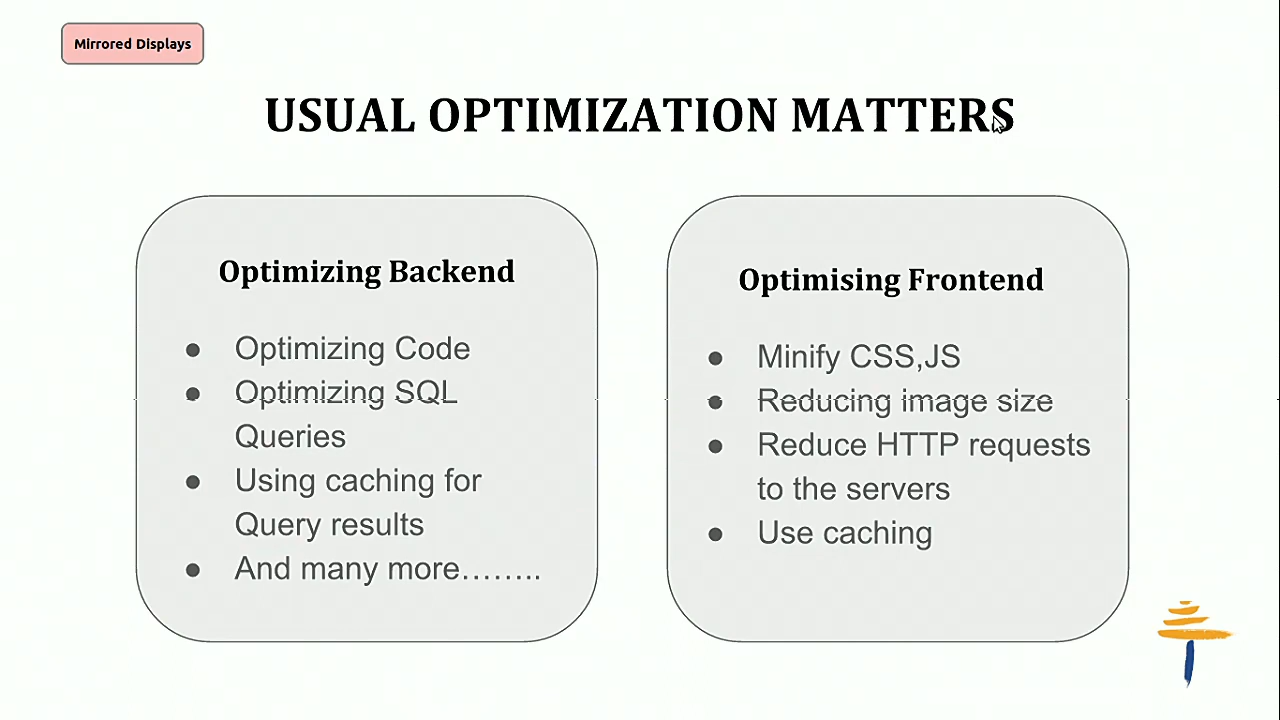 Mirrored Displays
USUAL OPTIMIZATION MATTERS
Optimizing Backend
● Optimizing Code
● Optimizing SQL
Queries
● Using caching for
Query results
● And many more……..
Optimising Frontend
● Minify CSS,JS
● Reducing image size
● Reduce HTTP requests
to the servers
● Use caching